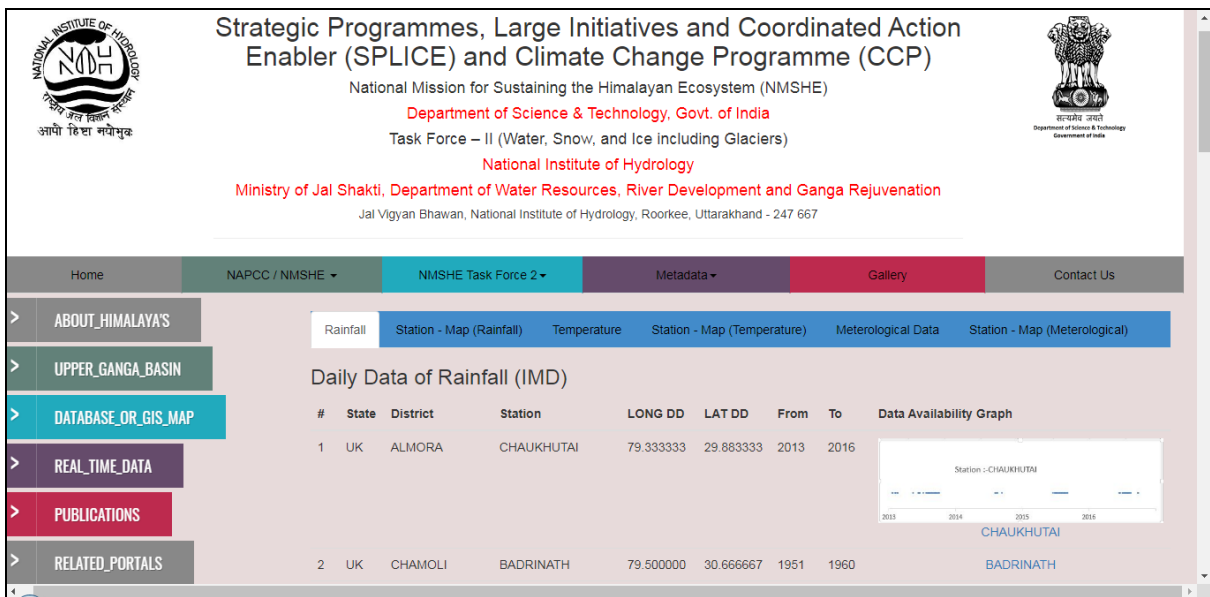 NATIONAL INSTITUTE OF HYDROLOGY
NIH
आपो हिष्ठा मयोभुवः
Strategic Programmes, Large Initiatives and Coordinated Action
Enabler (SPLICE) and Climate Change Programme (CCP)
National Mission for Sustaining the Himalayan Ecosystem (NMSHE)
Department of Science & Technology, Govt. of India
Task Force – II (Water, Snow, and Ice including Glaciers)
National Institute of Hydrology
Ministry of Jal Shakti, Department of Water Resources, River Development and Ganga Rejuvenation
Jal Vigyan Bhawan, National Institute of Hydrology, Roorkee, Uttarakhand - 247 667
सत्यमेव जयते
Department of Science & Technology
Government of India
Home NAPCC / NMSHE NMSHE Task Force 2 Metadata Gallery Contact Us
> ABOUT_HIMALAYA'S
> UPPER_GANGA_BASIN
> DATABASE_OR_GIS_MAP
> REAL_TIME_DATA
> PUBLICATIONS
> RELATED_PORTALS
Rainfall Station - Map (Rainfall) Temperature Station - Map (Temperature) Meterological Data Station - Map (Meterological)
Daily Data of Rainfall (IMD)
# State District Station LONG DD LAT DD From To Data Availability Graph
1 UK ALMORA CHAUKHUTAI 79.333333 29.883333 2013 2016
Station :-CHAUKHUTAI
2013 2014 2015 2016
CHAUKHUTAI
2 UK CHAMOLI BADRINATH 79.500000 30.666667 1951 1960 BADRINATH